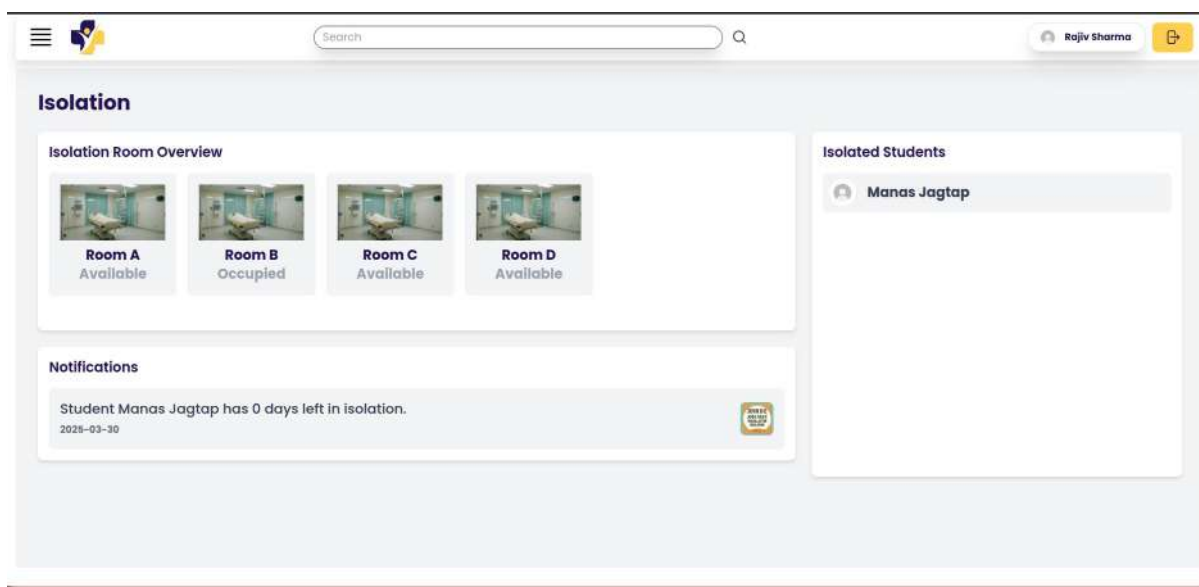 Search
Rajiv Sharma
Isolation
Isolation Room Overview
Room A
Available
Room B
Occupied
Room C
Available
Room D
Available
Notifications
Student Manas Jagtap has 0 days left in isolation.
2025-03-30
Isolated Students
Manas Jagtap